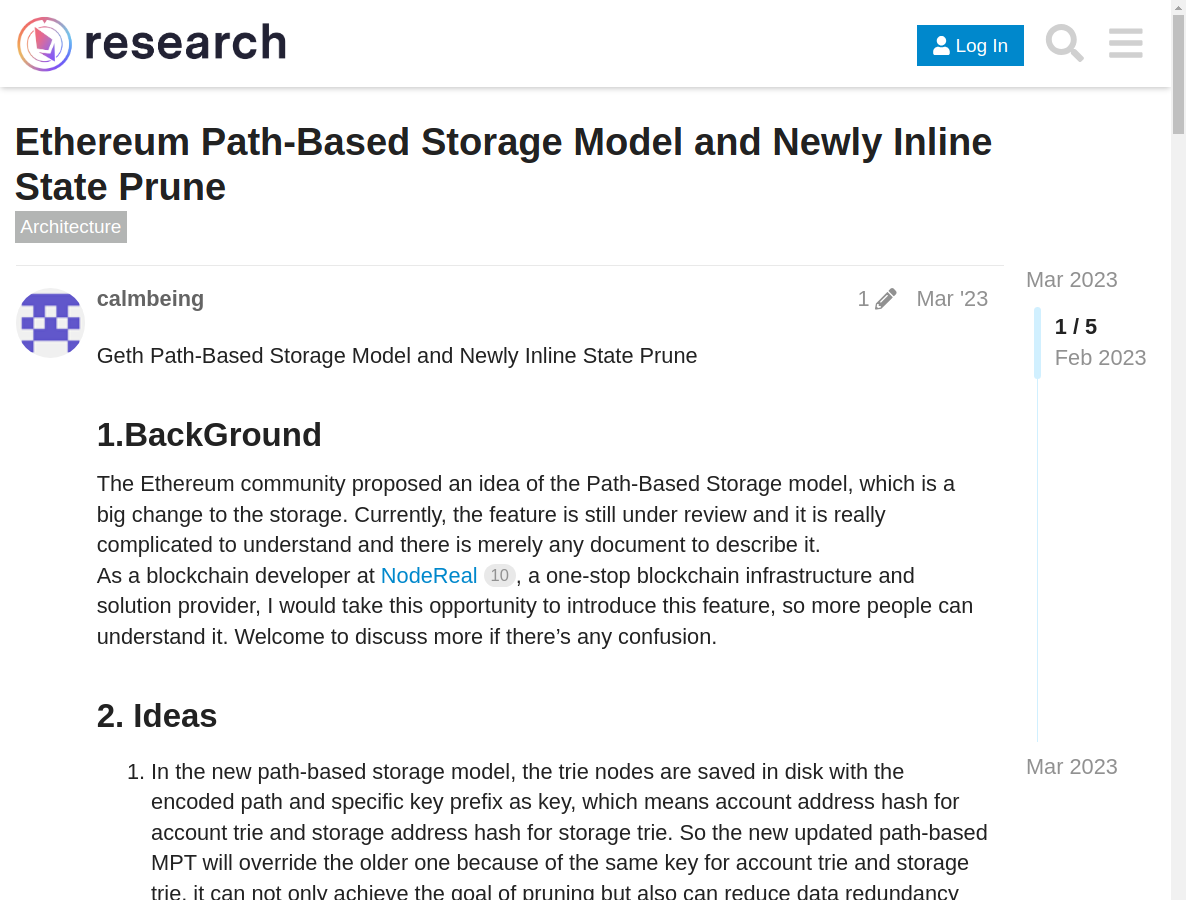 research
Log In
Ethereum Path-Based Storage Model and Newly Inline
State Prune
Architecture
calmbeing
1
Mar '23
Mar 2023
1 / 5
Feb 2023
Geth Path-Based Storage Model and Newly Inline State Prune
1.BackGround
The Ethereum community proposed an idea of the Path-Based Storage model, which is a
big change to the storage. Currently, the feature is still under review and it is really
complicated to understand and there is merely any document to describe it.
As a blockchain developer at NodeReal 10, a one-stop blockchain infrastructure and
solution provider, I would take this opportunity to introduce this feature, so more people can
understand it. Welcome to discuss more if there’s any confusion.
2. Ideas
1. In the new path-based storage model, the trie nodes are saved in disk with the
encoded path and specific key prefix as key, which means account address hash for
account trie and storage address hash for storage trie. So the new updated path-based
MPT will override the older one because of the same key for account trie and storage
trie, it can not only achieve the goal of pruning but also can reduce data redundancy
Mar 2023